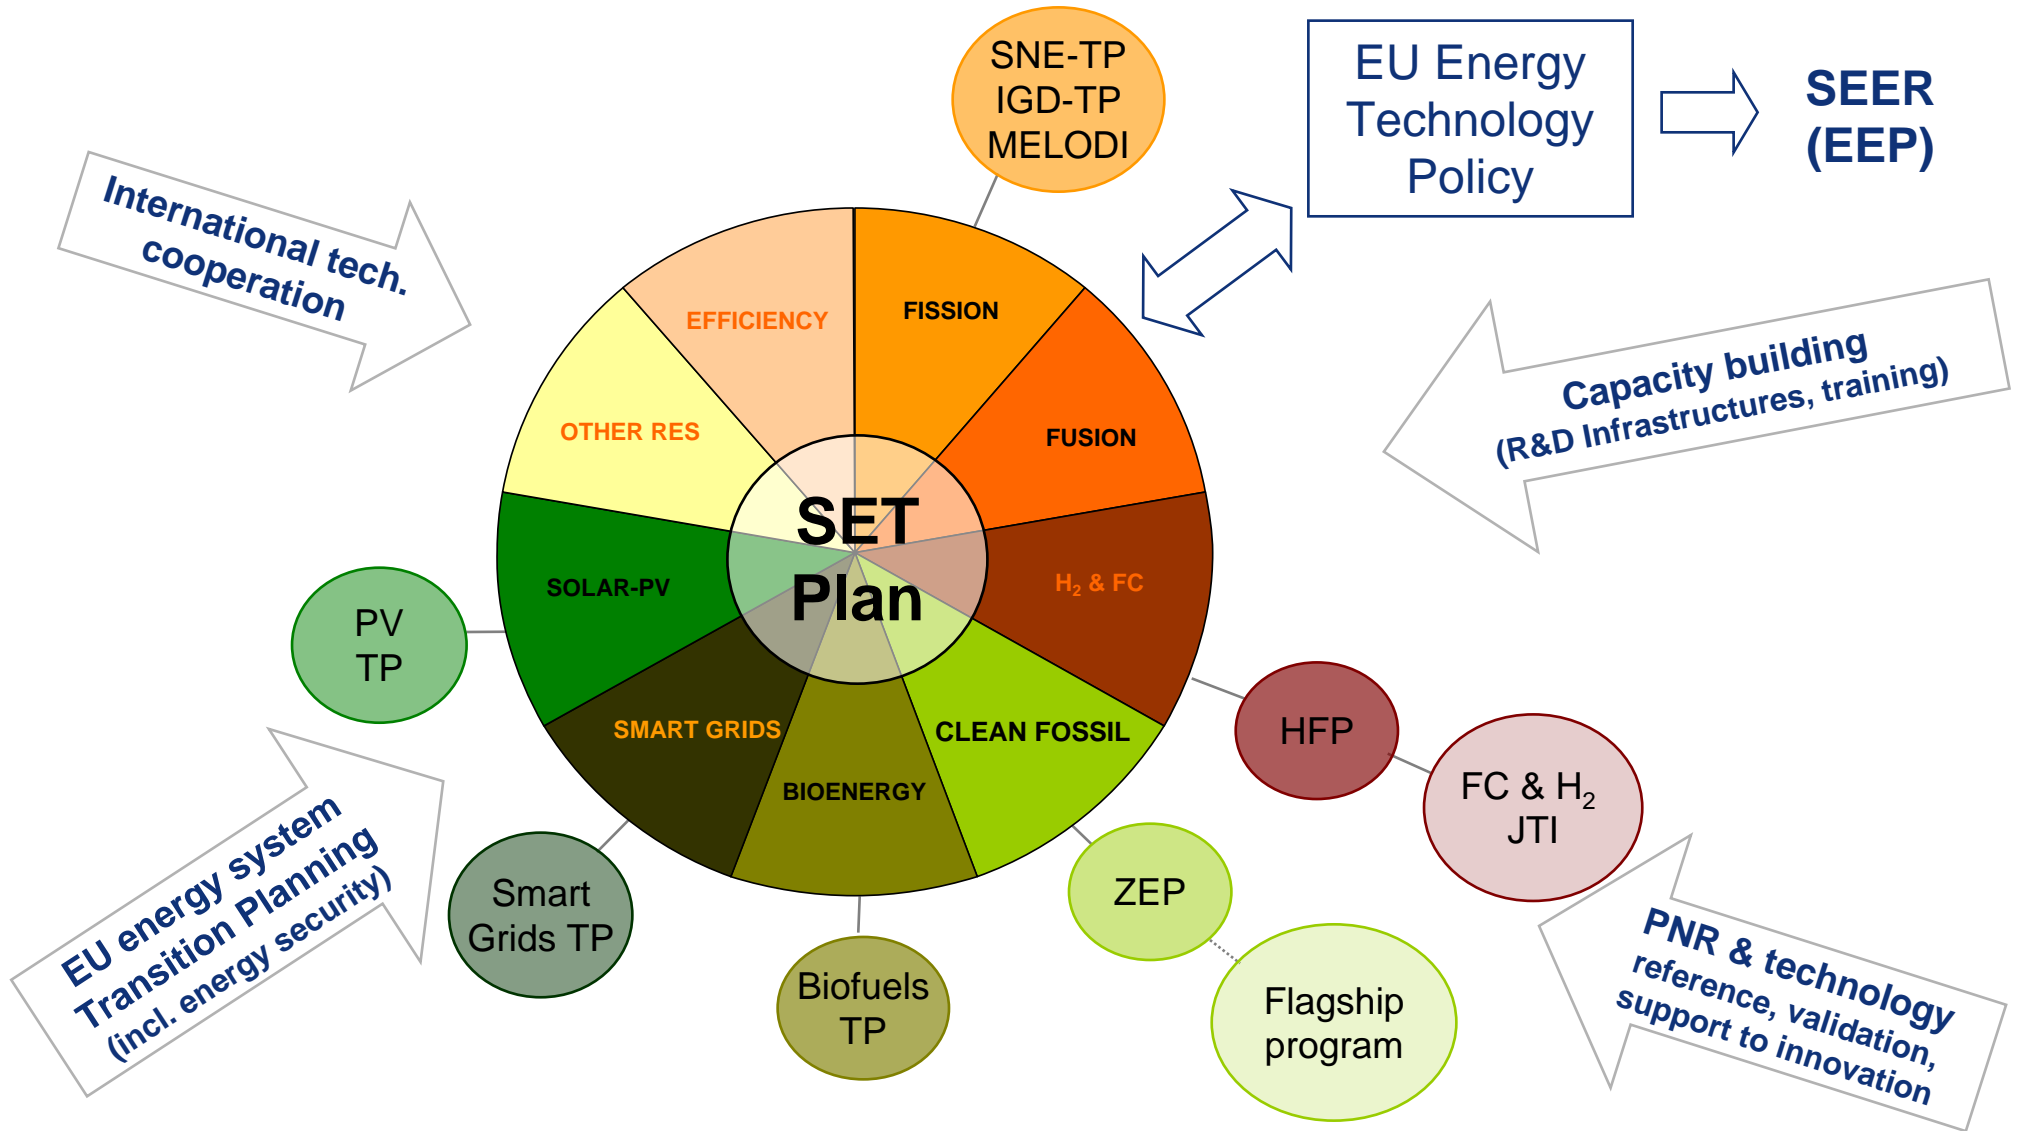 SNE-TP
IGD-TP
MELODI
EU Energy
Technology
Policy
SEER
(EEP)
International tech.
cooperation
Capacity building
(R&D Infrastructures, training)
EFFICIENCY
FISSION
OTHER RES
FUSION
SET
Plan
SOLAR-PV
H₂ & FC
SMART GRIDS
CLEAN FOSSIL
BIOENERGY
PV
TP
HFP
FC & H₂
JTI
EU energy system
Transition Planning
(incl. energy security)
Smart
Grids TP
Biofuels
TP
ZEP
Flagship
program
PNR & technology
reference, validation,
support to innovation